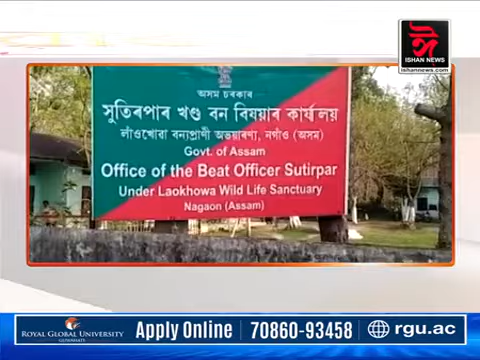 ঈ
ISHAN NEWS
ishannews.com
অসম চৰকাৰ
সুতিৰপাৰ খণ্ড বন বিষয়াৰ কাৰ্য্যলয়
লাঁওখোৱা বন্যপ্ৰাণী অভয়াৰণ্য, নগাঁও (অসম)
Govt. of Assam
Office of the Beat Officer Sutirpar
Under Laokhowa Wild Life Sanctuary
Nagaon (Assam)
ROYAL GLOBAL UNIVERSITY
GUWAHATI
Apply Online
70860-93458
rgu.ac